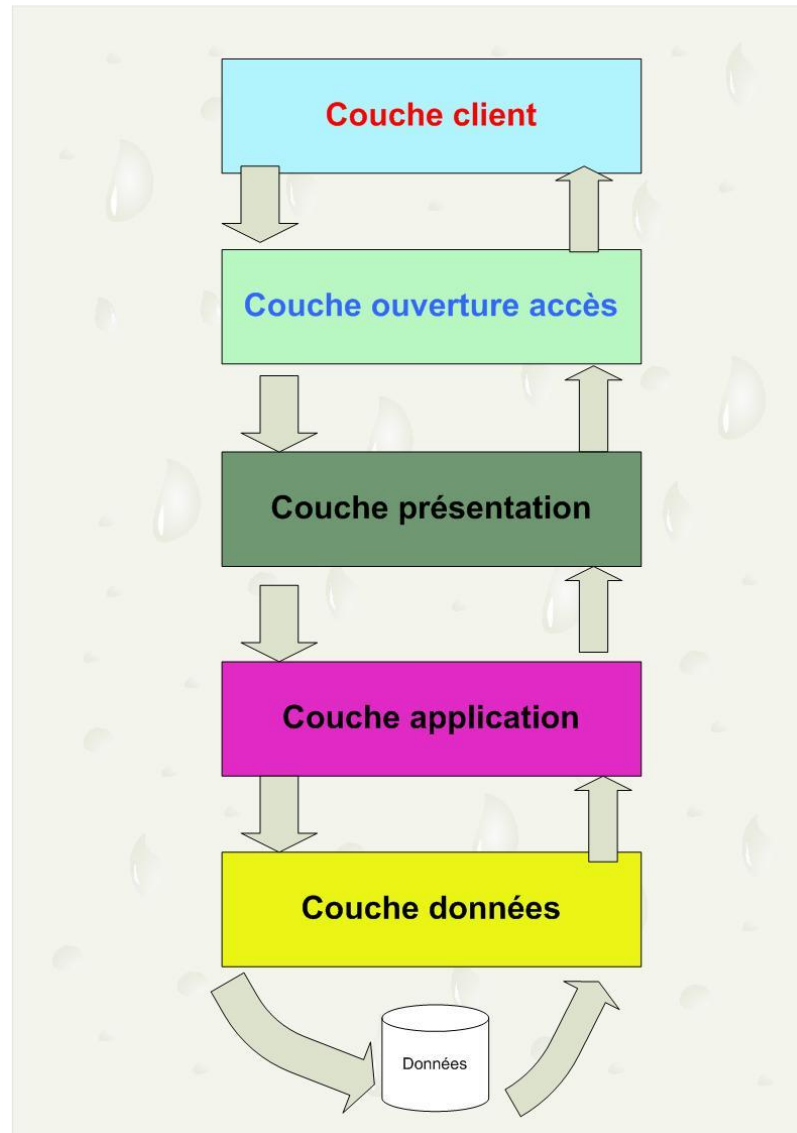 Couche client
Couche ouverture accès
Couche présentation
Couche application
Couche données
Données